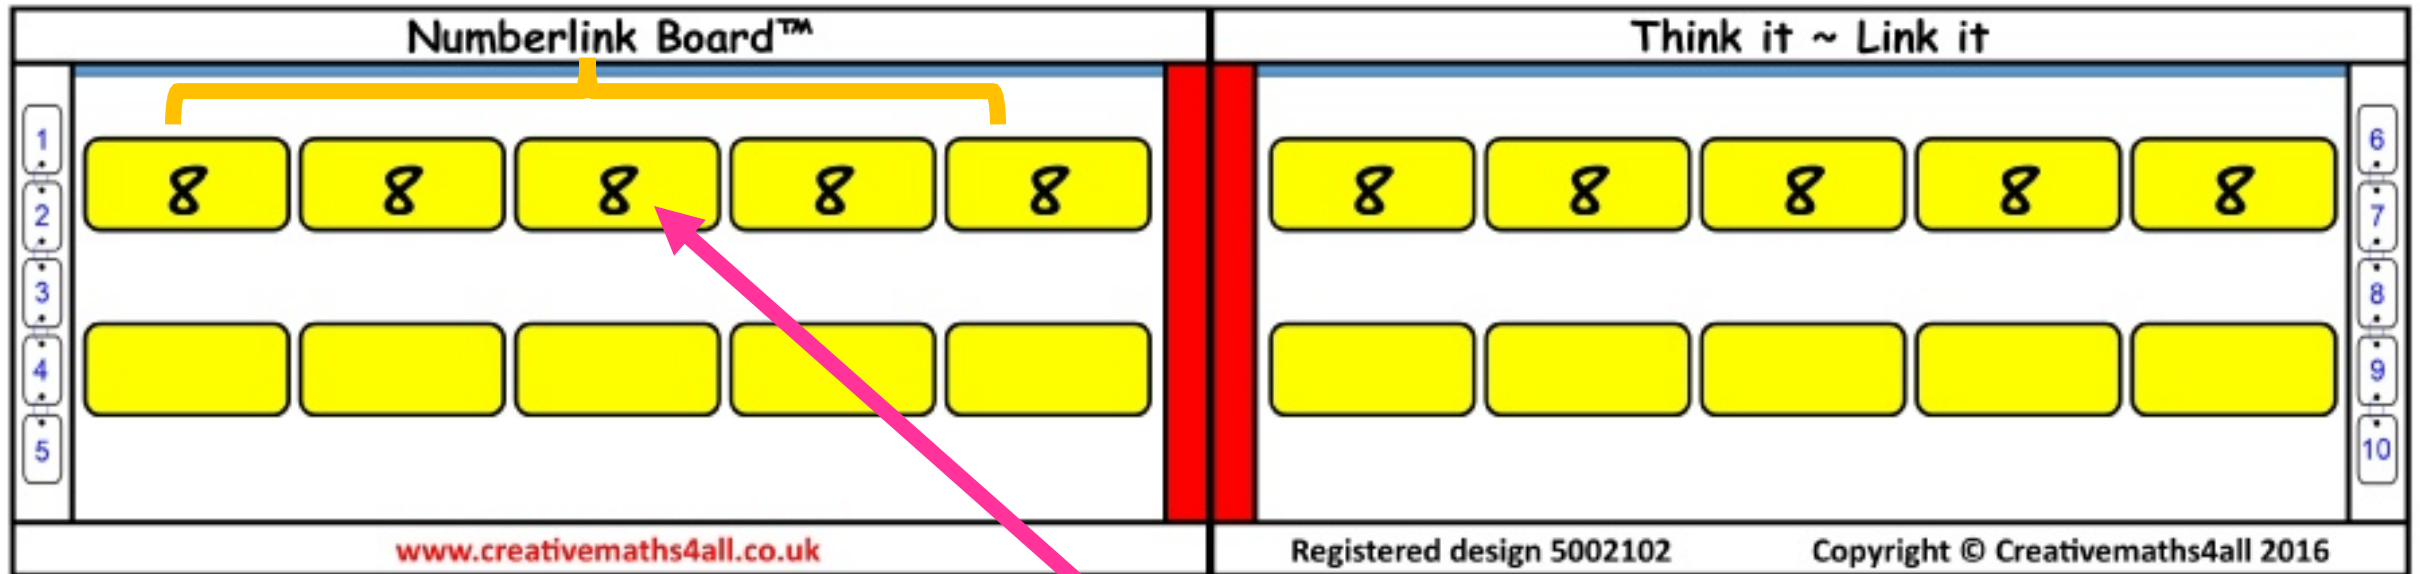 Numberlink Board™ Think it ~ Link it
1 6
8 8 8 8 8 8 8 8 8 8
2 7
3 8
4 9
5 10
www.creativemaths4all.co.uk Registered design 5002102 Copyright © Creativemaths4all 2016